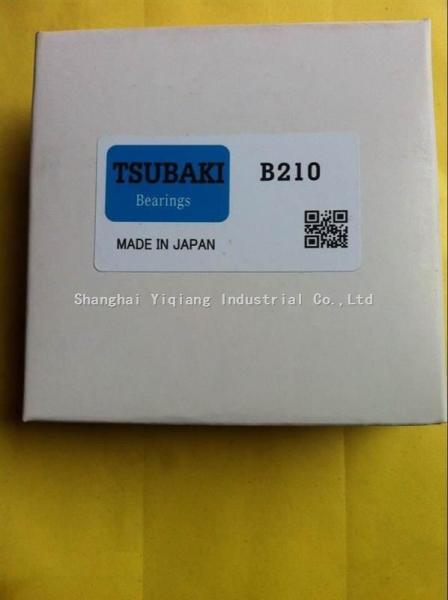 TSUBAKI B210
Bearings
MADE IN JAPAN
Shanghai Yiqiang Industrial Co.,Ltd